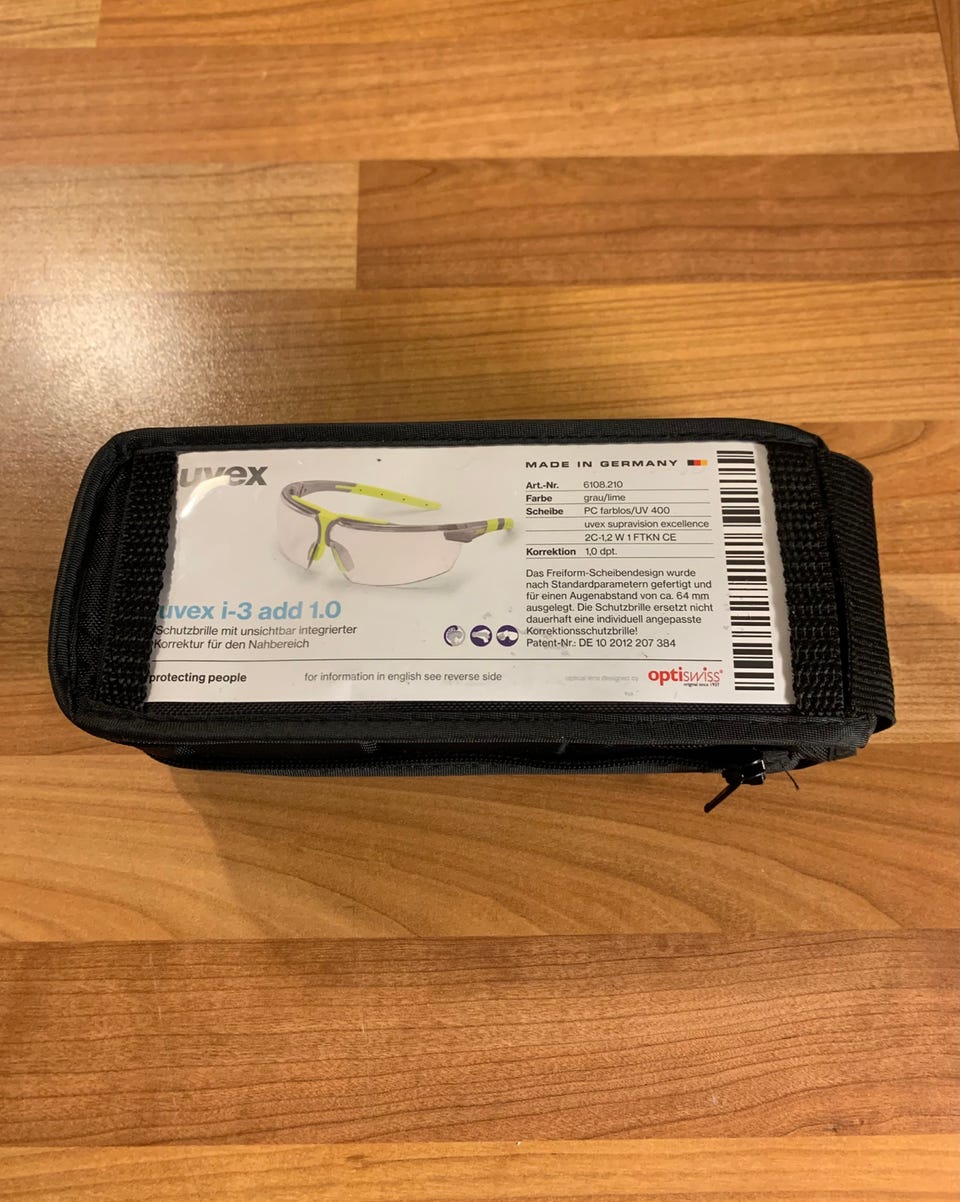 uvex
MADE IN GERMANY
Art.-Nr. 6108.210
Farbe grau/lime
Scheibe PC farblos/UV 400
uvex supravision excellence
2C-1,2 W 1 FTKN CE
Korrektion 1,0 dpt.
Das Freiform-Scheibendesign wurde
nach Standardparametern gefertigt und
für einen Augenabstand von ca. 64 mm
ausgelegt. Die Schutzbrille ersetzt nicht
dauerhaft eine individuell angepasste
Korrektionsschutzbrille!
Patent-Nr.: DE 10 2012 207 384
uvex i-3 add 1.0
Schutzbrille mit unsichtbar integrierter
Korrektur für den Nahbereich
protecting people
for information in english see reverse side
optical lens designed by
optiswiss
original since 1937